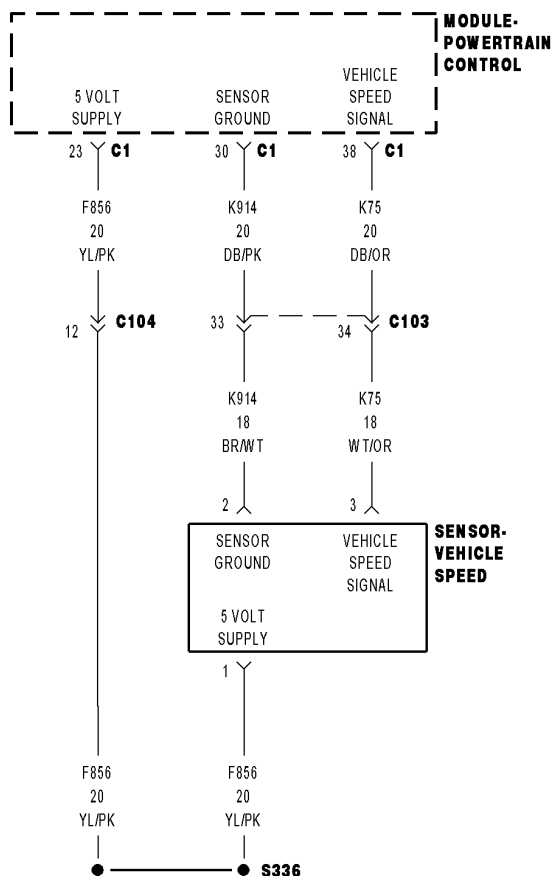 MODULE-
POWERTRAIN
CONTROL
5 VOLT
SUPPLY
SENSOR
GROUND
VEHICLE
SPEED
SIGNAL
23 C1
30 C1
38 C1
F856
20
YL/PK
K914
20
DB/PK
K75
20
DB/OR
12 C104
33
34 C103
K914
18
BR/WT
K75
18
WT/OR
2
3
SENSOR
GROUND
VEHICLE
SPEED
SIGNAL
5 VOLT
SUPPLY
SENSOR-
VEHICLE
SPEED
1
F856
20
YL/PK
F856
20
YL/PK
S336